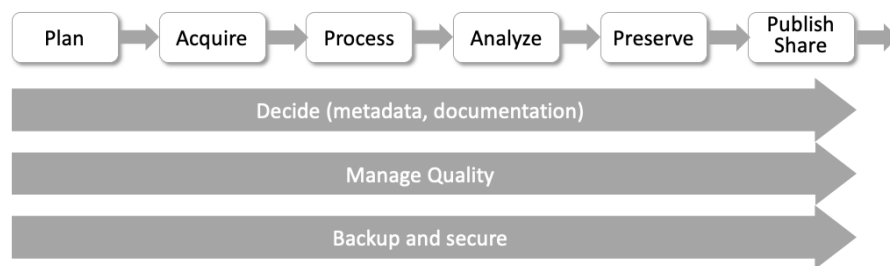 Plan
Acquire
Process
Analyze
Preserve
Publish
Share
Decide (metadata, documentation)
Manage Quality
Backup and secure